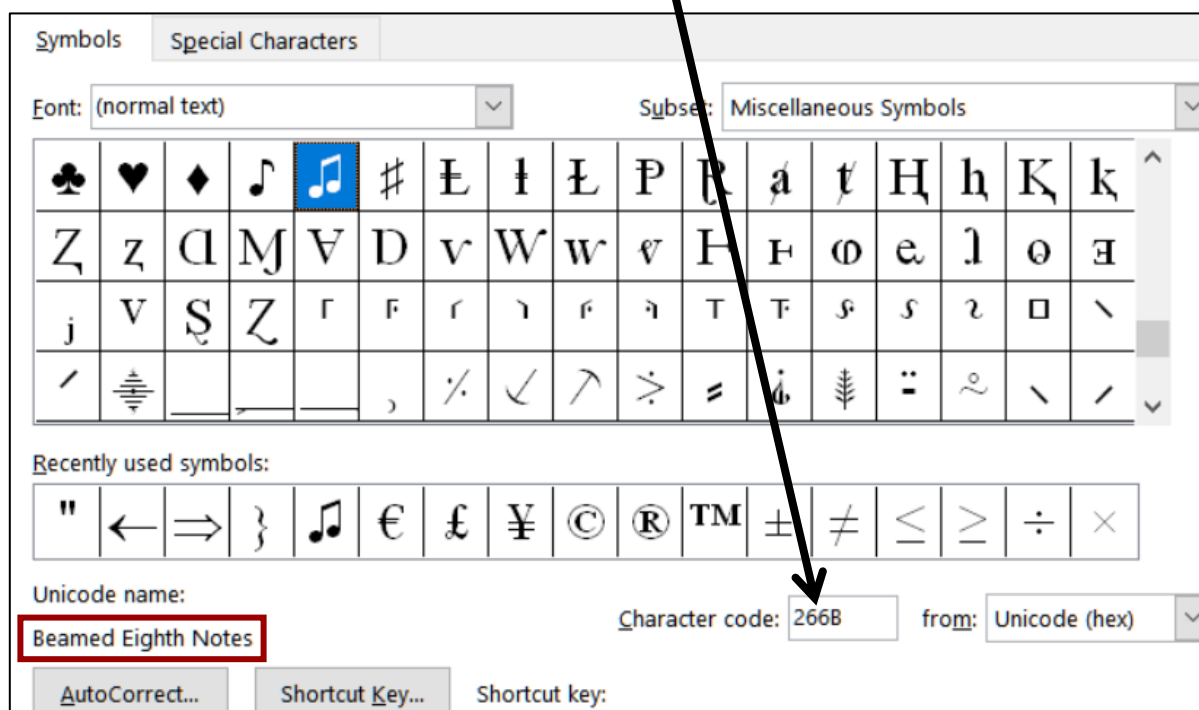 Symbols Special Characters
Font: (normal text) Subset: Miscellaneous Symbols
♣ ♥ ♦ ♪ ♫ ♯ Ⱡ ⱡ Ɫ Ᵽ Ɽ ⱥ ⱦ Ⱨ ⱨ Ⱪ ⱪ
Ⱬ ⱬ Ɑ Ɱ Ɐ Ɒ ⱱ Ⱳ ⱳ ⱴ Ⱶ ⱶ ⱷ ⱸ ⱹ ⱺ ⱻ
ⱼ ⱽ Ȿ Ɀ
Recently used symbols:
" ← ⇒ } ♫ € £ ¥ © ® ™ ± ≠ ≤ ≥ ÷ ×
Unicode name:
Beamed Eighth Notes
Character code: 266B from: Unicode (hex)
AutoCorrect... Shortcut Key... Shortcut key: